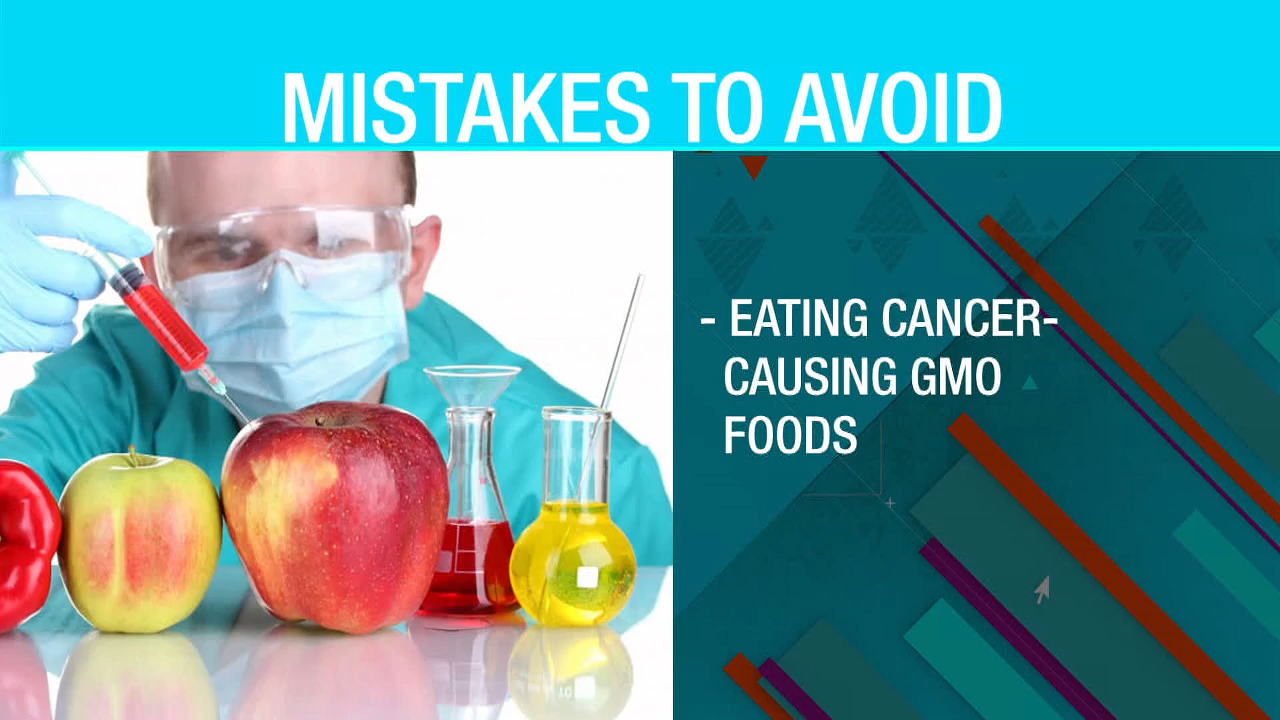 MISTAKES TO AVOID
- EATING CANCER-
CAUSING GMO
FOODS